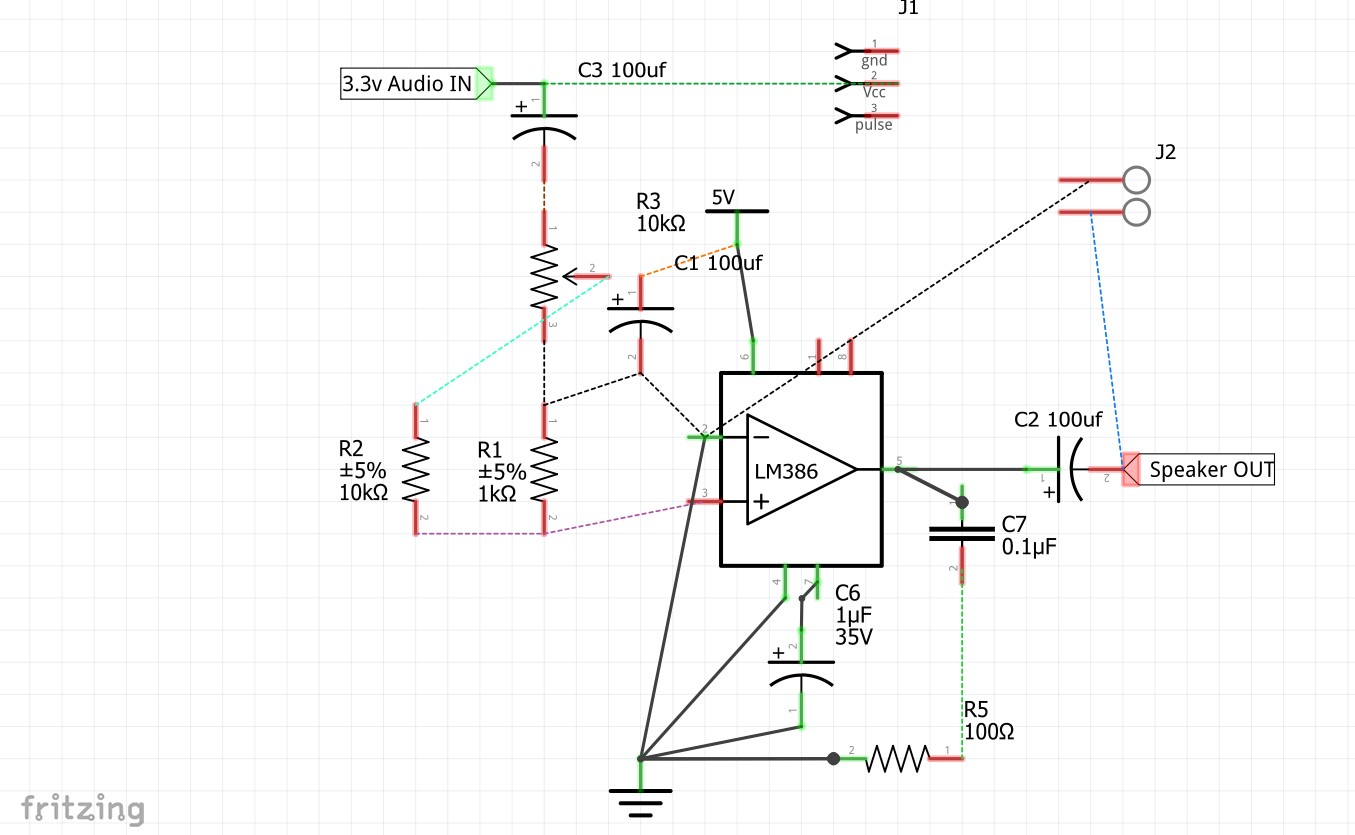 J1
3.3v Audio IN
C3 100uf
1
gnd
2
Vcc
3
pulse
1
+
2
J2
R3
10kΩ
5V
1
2
3
C1 100uf
1
+
2
6
1
8
R2
±5%
10kΩ
1
2
R1
±5%
1kΩ
1
2
2
−
LM386
3
+
5
C2 100uf
1
+
2
Speaker OUT
1
C7
0.1µF
2
4
7
C6
1µF
35V
2
+
1
R5
100Ω
2
1
fritzing